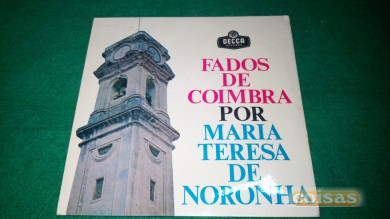 DECCA
FADOS
DE
COIMBRA
POR
MARIA
TERESA
DE
NORONHA
coisas